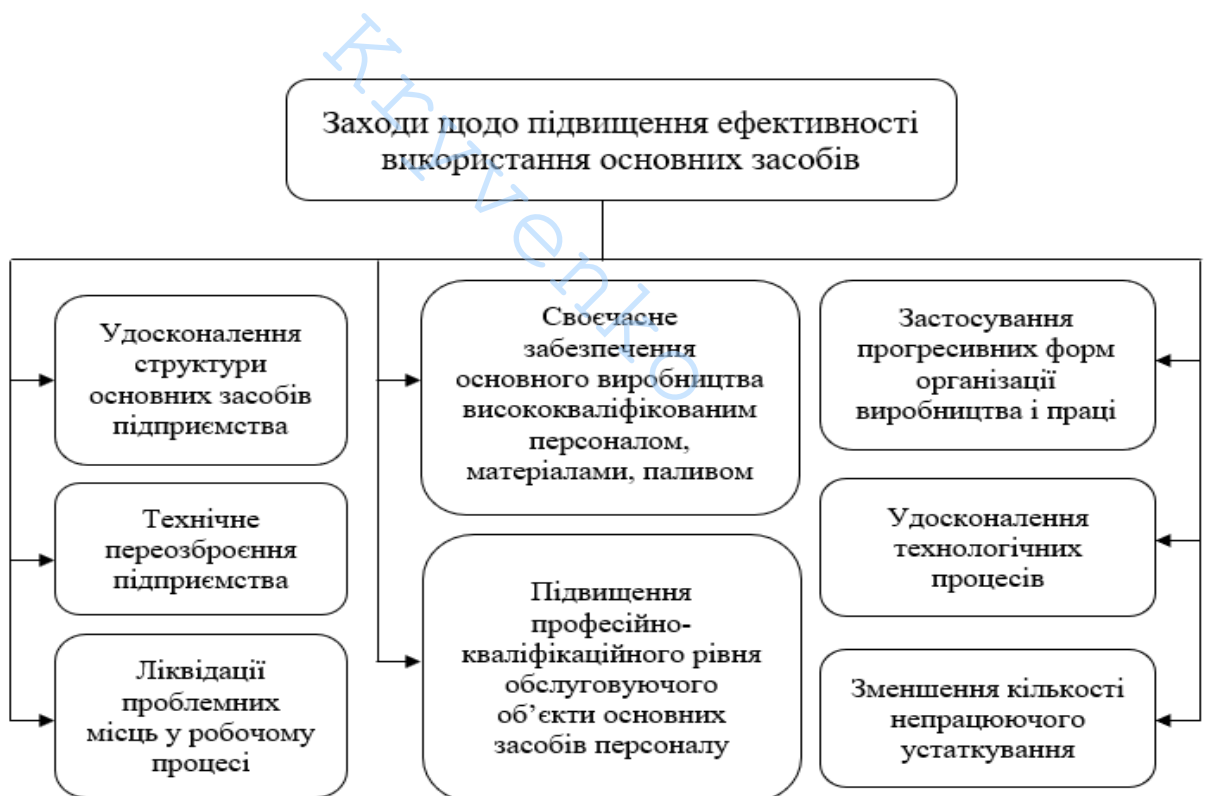 Заходи щодо підвищення ефективності
використання основних засобів
Удосконалення
структури
основних засобів
підприємства
Технічне
переозброєння
підприємства
Ліквідації
проблемних
місць у робочому
процесі
Своєчасне
забезпечення
основного виробництва
висококваліфікованим
персоналом,
матеріалами, паливом
Підвищення
професійно-
кваліфікаційного рівня
обслуговуючого
об’єкти основних
засобів персоналу
Застосування
прогресивних форм
організації
виробництва і праці
Удосконалення
технологічних
процесів
Зменшення кількості
непрацюючого
устаткування
Kryvenko